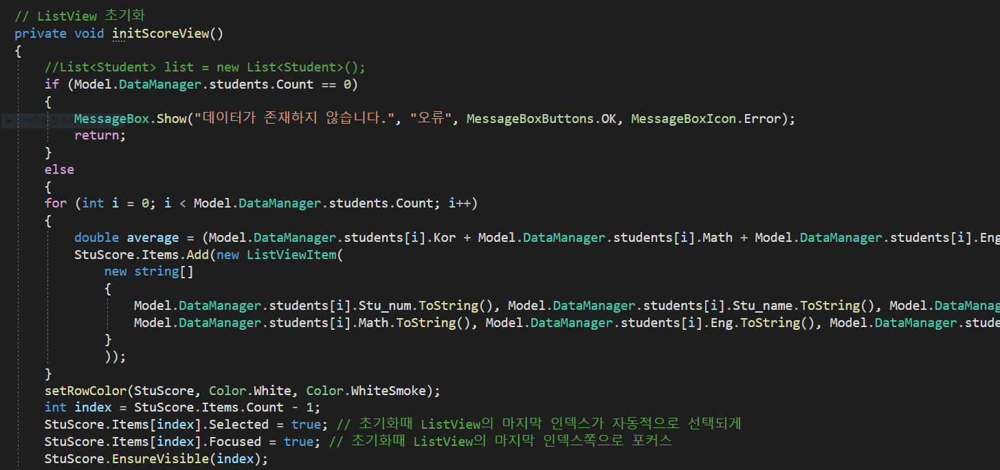 // ListView 초기화
private void initScoreView()
{
//List<Student> list = new List<Student>();
if (Model.DataManager.students.Count == 0)
{
MessageBox.Show("데이터가 존재하지 않습니다.", "오류", MessageBoxButtons.OK, MessageBoxIcon.Error);
return;
}
else
{
for (int i = 0; i < Model.DataManager.students.Count; i++)
{
double average = (Model.DataManager.students[i].Kor + Model.DataManager.students[i].Math + Model.DataManager.students[i].Eng
StuScore.Items.Add(new ListViewItem(
new string[]
{
Model.DataManager.students[i].Stu_num.ToString(), Model.DataManager.students[i].Stu_name.ToString(), Model.DataManag
Model.DataManager.students[i].Math.ToString(), Model.DataManager.students[i].Eng.ToString(), Model.DataManager.stude
}
));
}
setRowColor(StuScore, Color.White, Color.WhiteSmoke);
int index = StuScore.Items.Count - 1;
StuScore.Items[index].Selected = true; // 초기화때 ListView의 마지막 인덱스가 자동적으로 선택되게
StuScore.Items[index].Focused = true; // 초기화때 ListView의 마지막 인덱스쪽으로 포커스
StuScore.EnsureVisible(index);